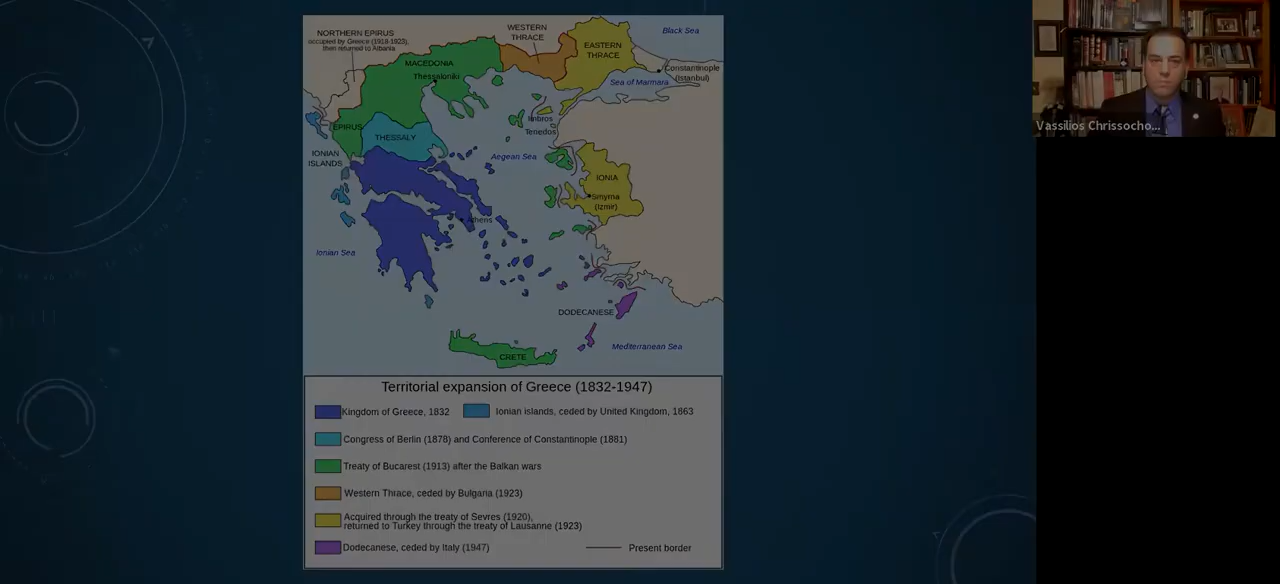 NORTHERN EPIRUS
occupied by Greece (1918-1923),
then returned to Albania
WESTERN
THRACE
EASTERN
THRACE
Black Sea
MACEDONIA
Thessaloniki
Constantinople
(Istanbul)
Sea of Marmara
Imbros
Tenedos
EPIRUS
THESSALY
IONIAN
ISLANDS
Aegean Sea
IONIA
Smyrna
(Izmir)
Athens
Ionian Sea
DODECANESE
Mediterranean Sea
CRETE
Territorial expansion of Greece (1832-1947)
Kingdom of Greece, 1832
Ionian islands, ceded by United Kingdom, 1863
Congress of Berlin (1878) and Conference of Constantinople (1881)
Treaty of Bucarest (1913) after the Balkan wars
Western Thrace, ceded by Bulgaria (1923)
Acquired through the treaty of Sevres (1920),
returned to Turkey through the treaty of Lausanne (1923)
Dodecanese, ceded by Italy (1947)
Present border
Vassilios Chrissocho...